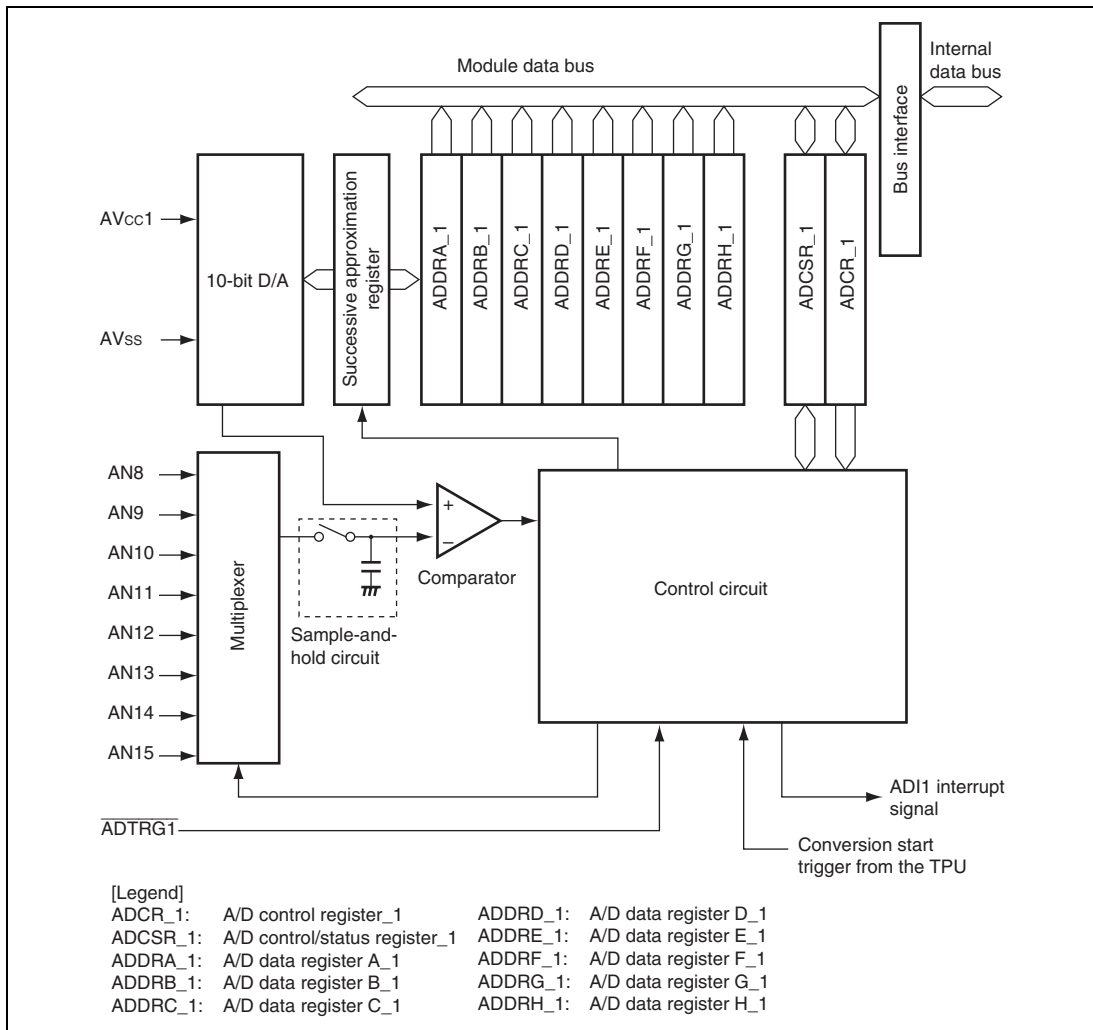 Module data bus
Internal
data bus
Bus interface
AVCC1
AVSS
10-bit D/A
Successive approximation
register
ADDRA_1
ADDRB_1
ADDRC_1
ADDRD_1
ADDRE_1
ADDRF_1
ADDRG_1
ADDRH_1
ADCSR_1
ADCR_1
AN8
AN9
AN10
AN11
AN12
AN13
AN14
AN15
Multiplexer
Sample-and-
hold circuit
+
−
Comparator
Control circuit
ADTRG1
ADI1 interrupt
signal
Conversion start
trigger from the TPU
[Legend]
ADCR_1: A/D control register_1
ADCSR_1: A/D control/status register_1
ADDRA_1: A/D data register A_1
ADDRB_1: A/D data register B_1
ADDRC_1: A/D data register C_1
ADDRD_1: A/D data register D_1
ADDRE_1: A/D data register E_1
ADDRF_1: A/D data register F_1
ADDRG_1: A/D data register G_1
ADDRH_1: A/D data register H_1